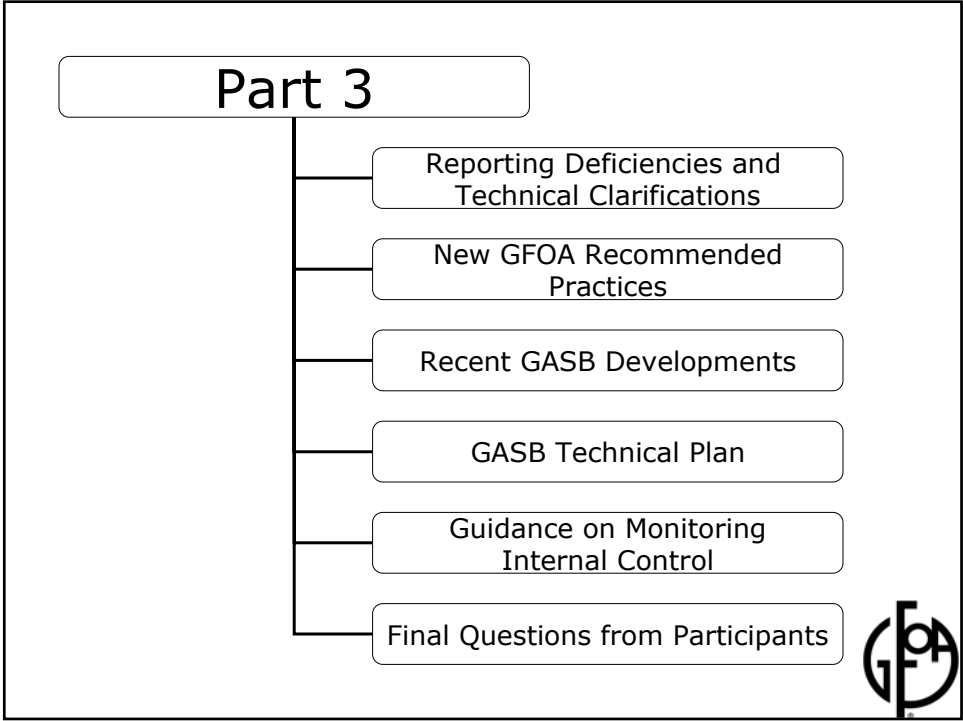 Part 3
Reporting Deficiencies and
Technical Clarifications
New GFOA Recommended
Practices
Recent GASB Developments
GASB Technical Plan
Guidance on Monitoring
Internal Control
Final Questions from Participants
GFOA